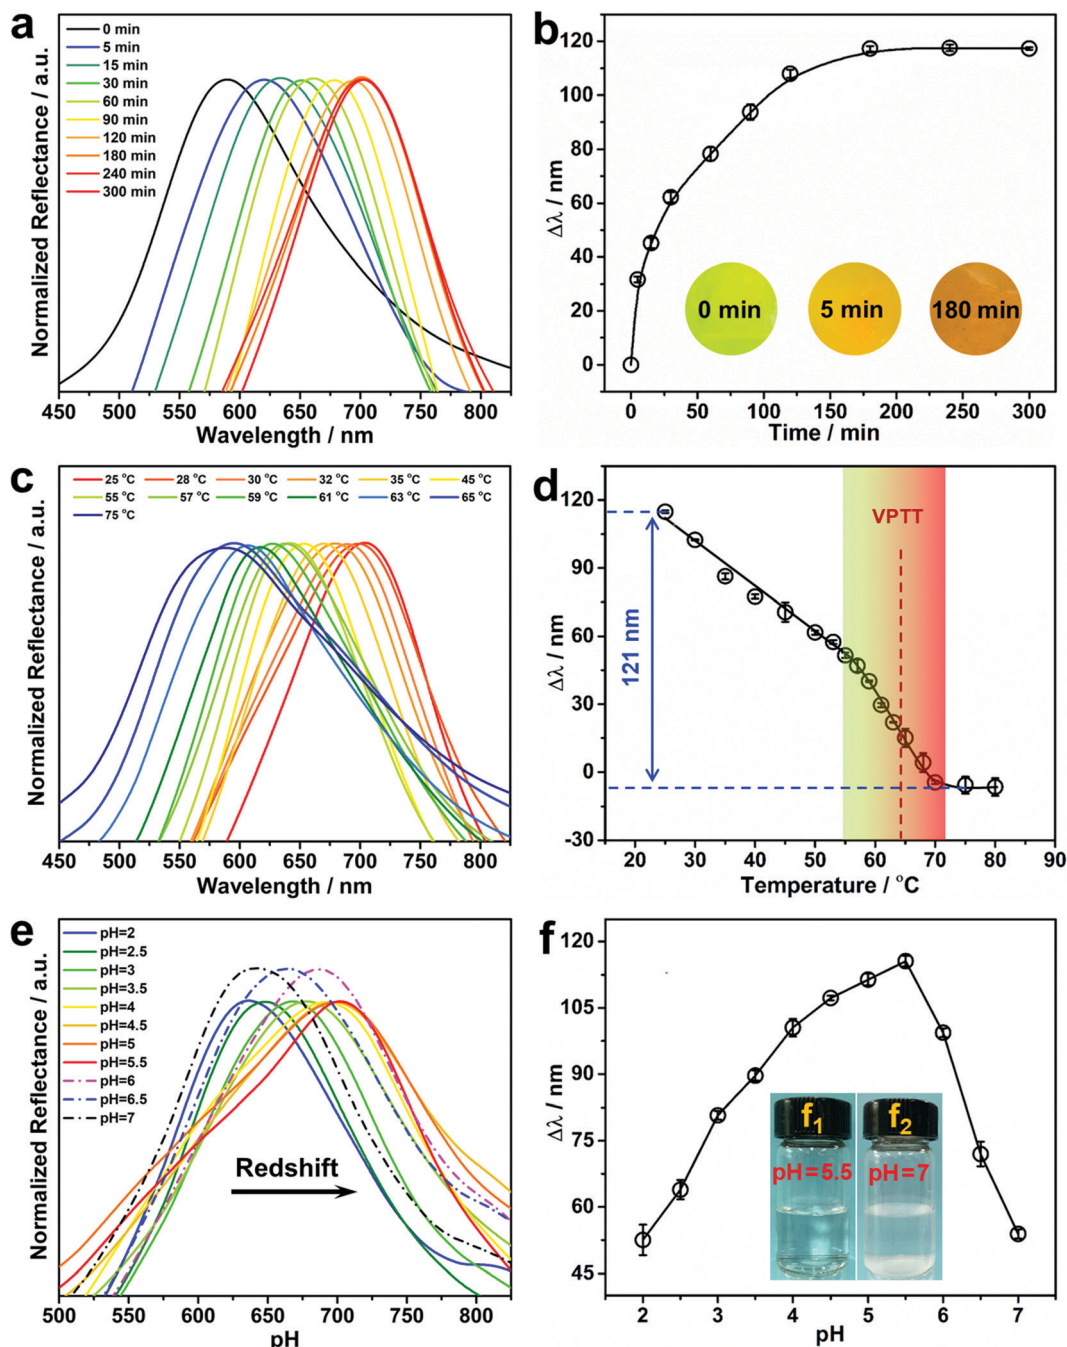 a
Normalized Reflectance / a.u.
0 min
5 min
15 min
30 min
60 min
90 min
120 min
180 min
240 min
300 min
450 500 550 600 650 700 750 800
Wavelength / nm
b
Δλ / nm
120
100
80
60
40
20
0
0 min
5 min
180 min
0 50 100 150 200 250 300
Time / min
c
Normalized Reflectance / a.u.
25 °C 28 °C 30 °C 32 °C 35 °C 45 °C
55 °C 57 °C 59 °C 61 °C 63 °C 65 °C
75 °C
450 500 550 600 650 700 750 800
Wavelength / nm
d
Δλ / nm
120
90
60
30
0
-30
VPTT
121 nm
20 30 40 50 60 70 80 90
Temperature / °C
e
Normalized Reflectance / a.u.
pH=2
pH=2.5
pH=3
pH=3.5
pH=4
pH=4.5
pH=5
pH=5.5
pH=6
pH=6.5
pH=7
Redshift
500 550 600 650 700 750 800
pH
f
Δλ / nm
120
105
90
75
60
45
f1
pH=5.5
f2
pH=7
2 3 4 5 6 7
pH